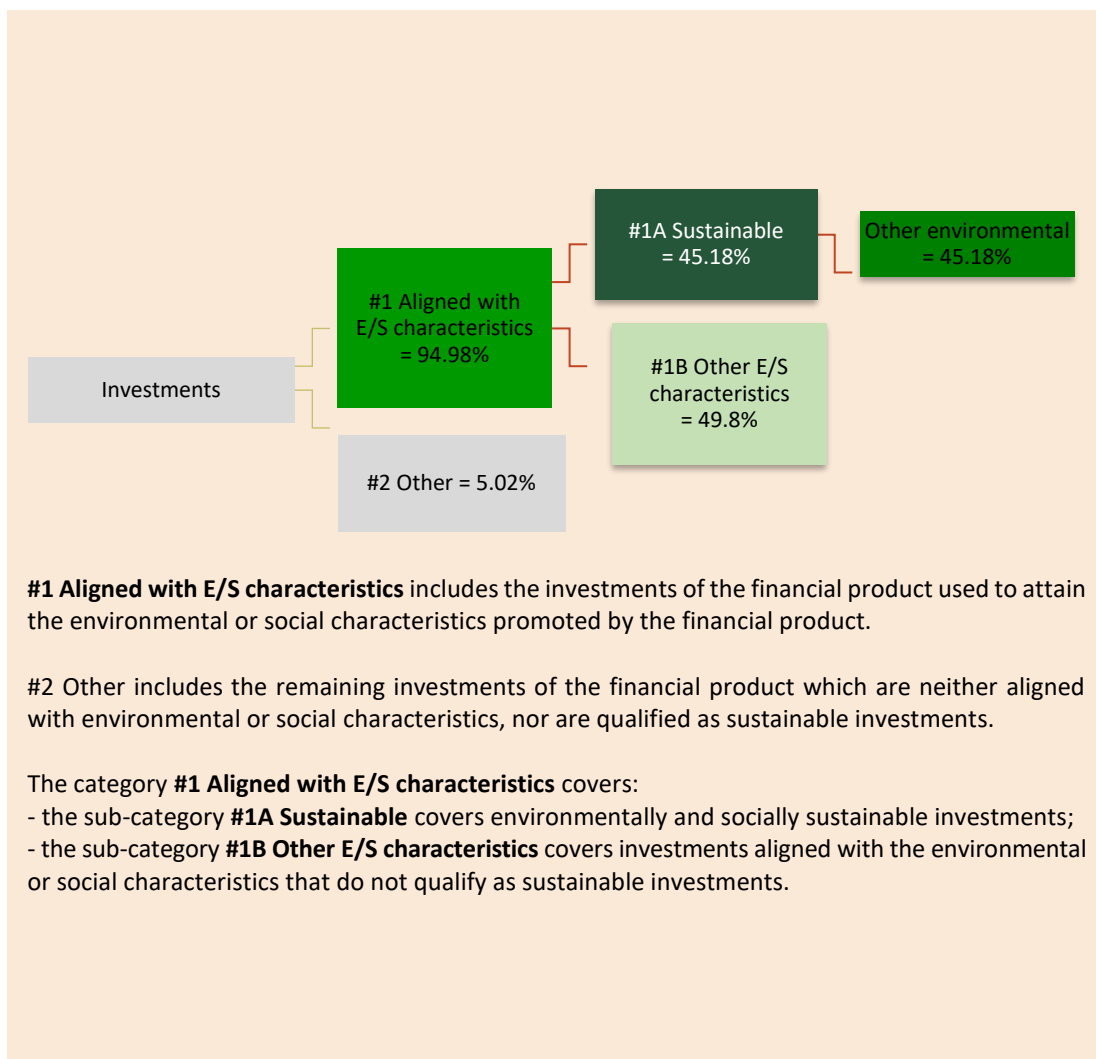 #1A Sustainable
= 45.18%
Other environmental
= 45.18%
#1 Aligned with
E/S characteristics
= 94.98%
Investments
#1B Other E/S
characteristics
= 49.8%
#2 Other = 5.02%
#1 Aligned with E/S characteristics includes the investments of the financial product used to attain
the environmental or social characteristics promoted by the financial product.
#2 Other includes the remaining investments of the financial product which are neither aligned
with environmental or social characteristics, nor are qualified as sustainable investments.
The category #1 Aligned with E/S characteristics covers:
- the sub-category #1A Sustainable covers environmentally and socially sustainable investments;
- the sub-category #1B Other E/S characteristics covers investments aligned with the environmental
or social characteristics that do not qualify as sustainable investments.